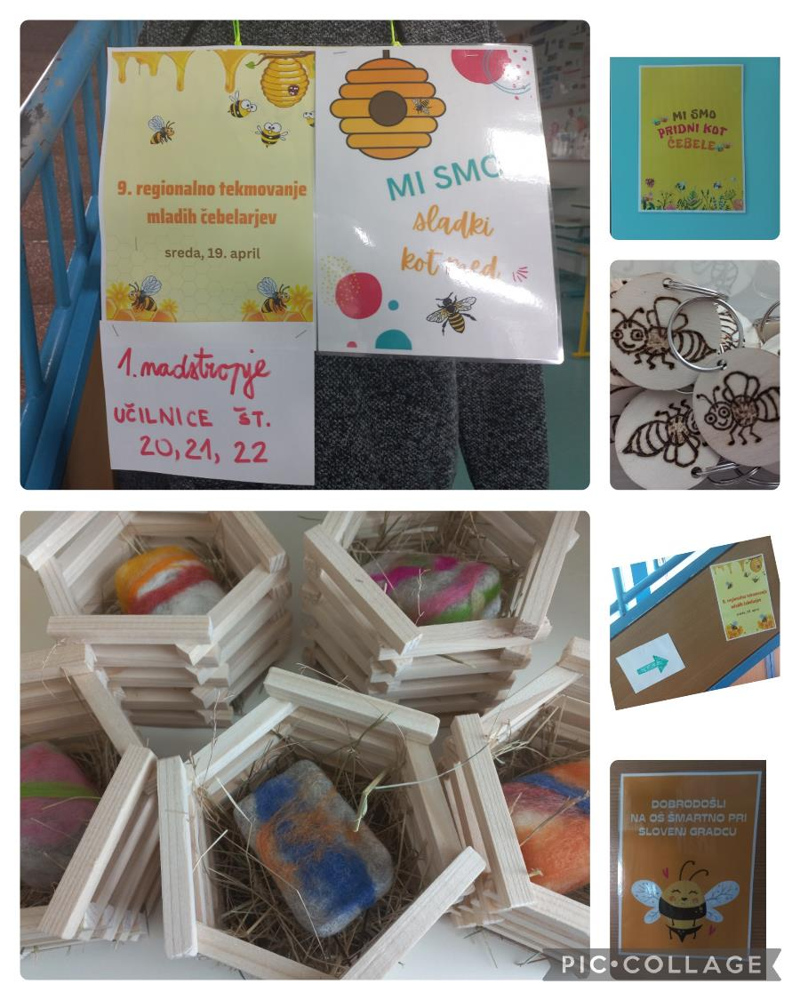 9. regionalno tekmovanje
mladih čebelarjev
sreda, 19. april
1. nadstropje
UČILNICE ŠT.
20, 21, 22
MI SMO
sladki
kot med
MI SMO
PRIDNI KOT
ČEBELE
9. regionalno tekmovanje
mladih čebelarjev
sreda, 19. april
DOBRODOŠLI
NA OŠ ŠMARTNO PRI
SLOVENJ GRADCU
PIC•COLLAGE